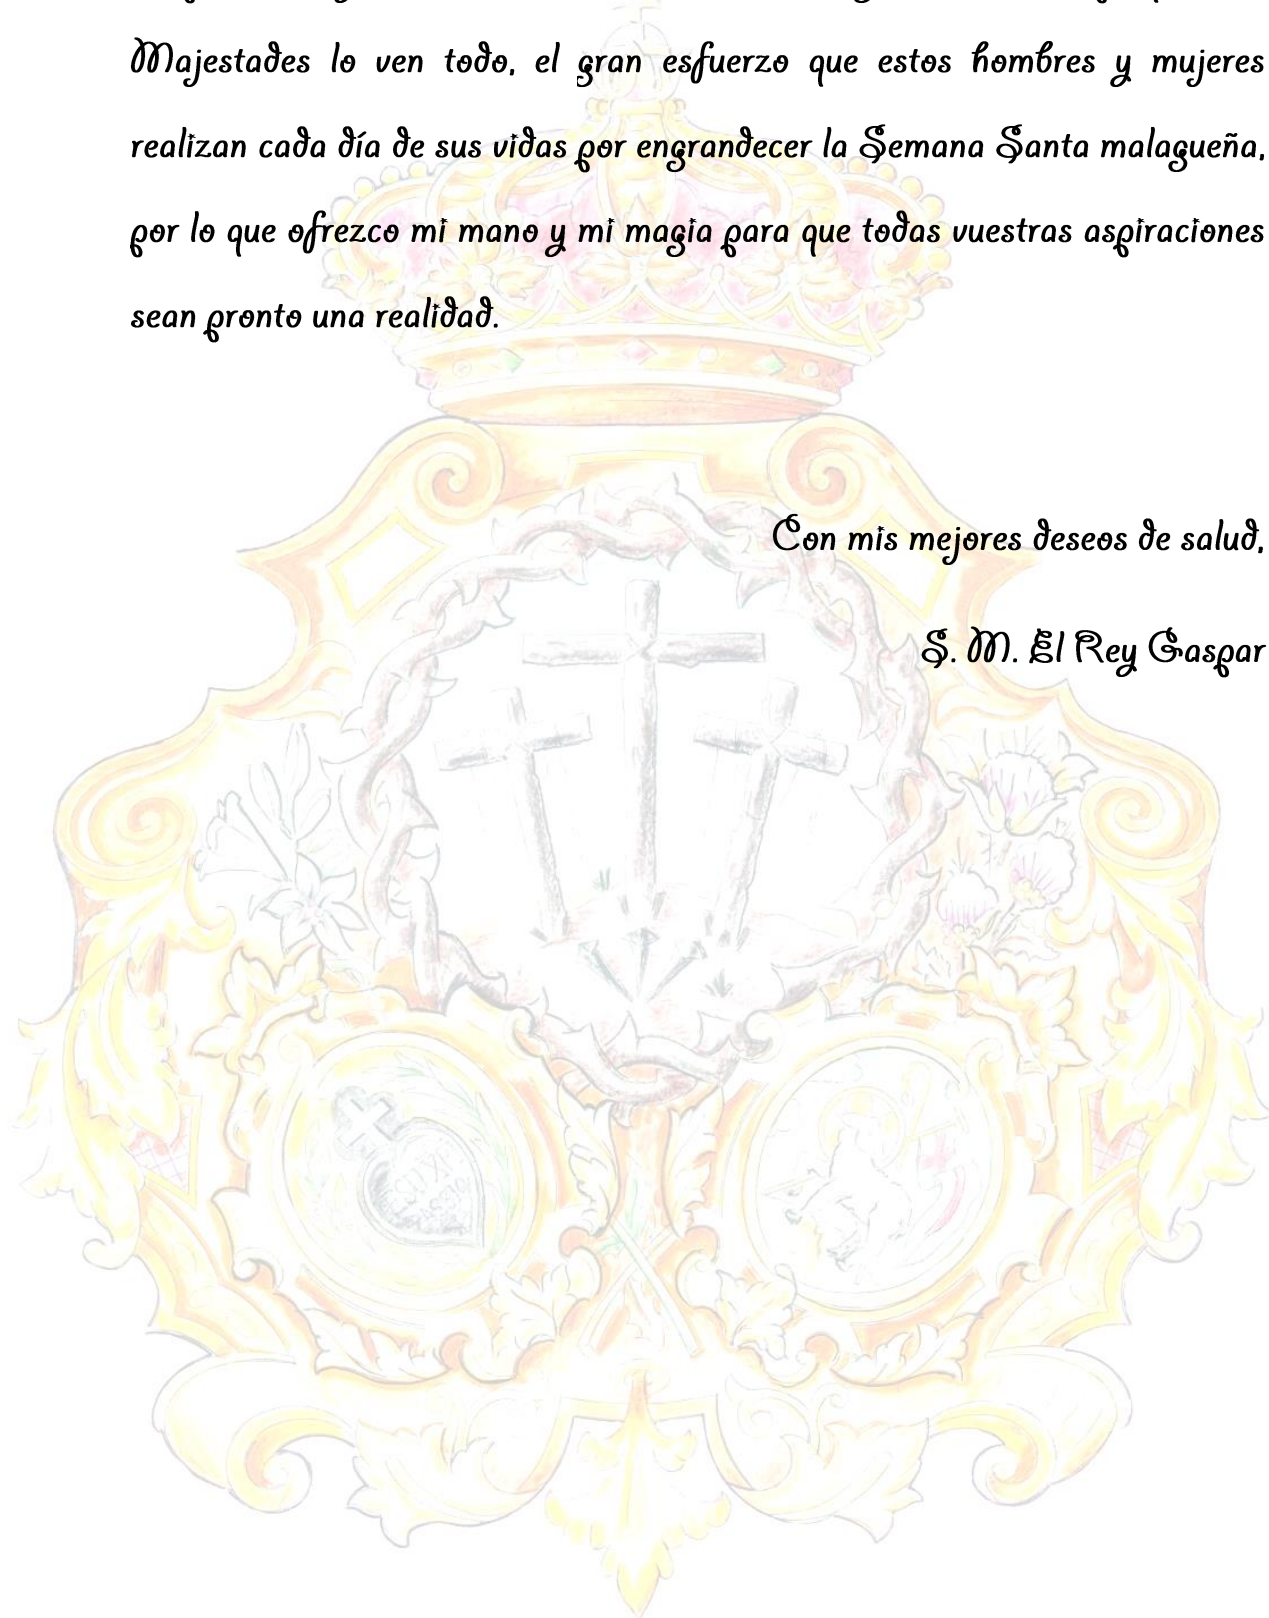 Majestades lo ven todo, el gran esfuerzo que estos hombres y mujeres
realizan cada día de sus vidas por engrandecer la Semana Santa malagueña,
por lo que ofrezco mi mano y mi magia para que todas vuestras aspiraciones
sean pronto una realidad.
Con mis mejores deseos de salud,
S. M. El Rey Gaspar